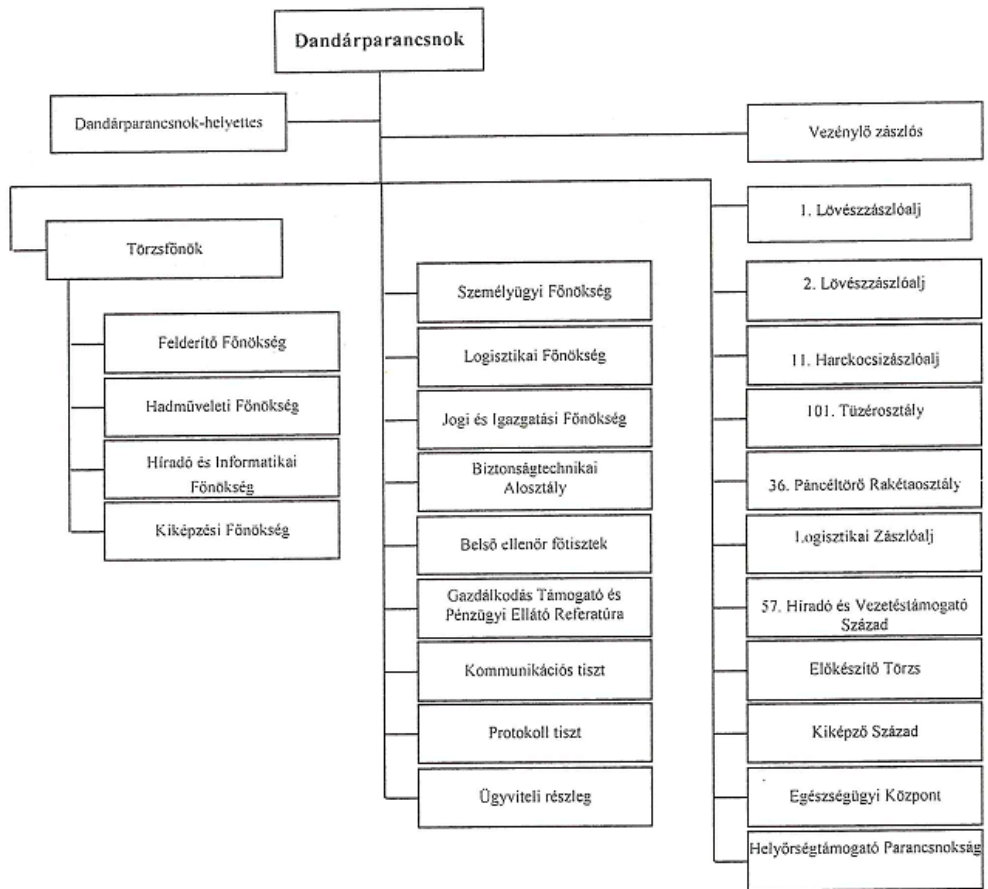 Dandárparancsnok
Dandárparancsnok-helyettes
Vezénylő zászlós
Törzsfőnök
Felderítő Főnökség
Hadműveleti Főnökség
Híradó és Informatikai
Főnökség
Kiképzési Főnökség
Személyügyi Főnökség
Logisztikai Főnökség
Jogi és Igazgatási Főnökség
Biztonságtechnikai
Alosztály
Belső ellenőr főtisztek
Gazdálkodás Támogató és
Pénzügyi Ellátó Referatúra
Kommunikációs tiszt
Protokoll tiszt
Ügyviteli részleg
1. Lövészzászlóalj
2. Lövészzászlóalj
11. Harckocsizászlóalj
101. Tüzérosztály
36. Páncéltörő Rakétaosztály
Logisztikai Zászlóalj
57. Híradó és Vezetéstámogató
Század
Előkészítő Törzs
Kiképző Század
Egészségügyi Központ
Helyőrségtámogató Parancsnokság